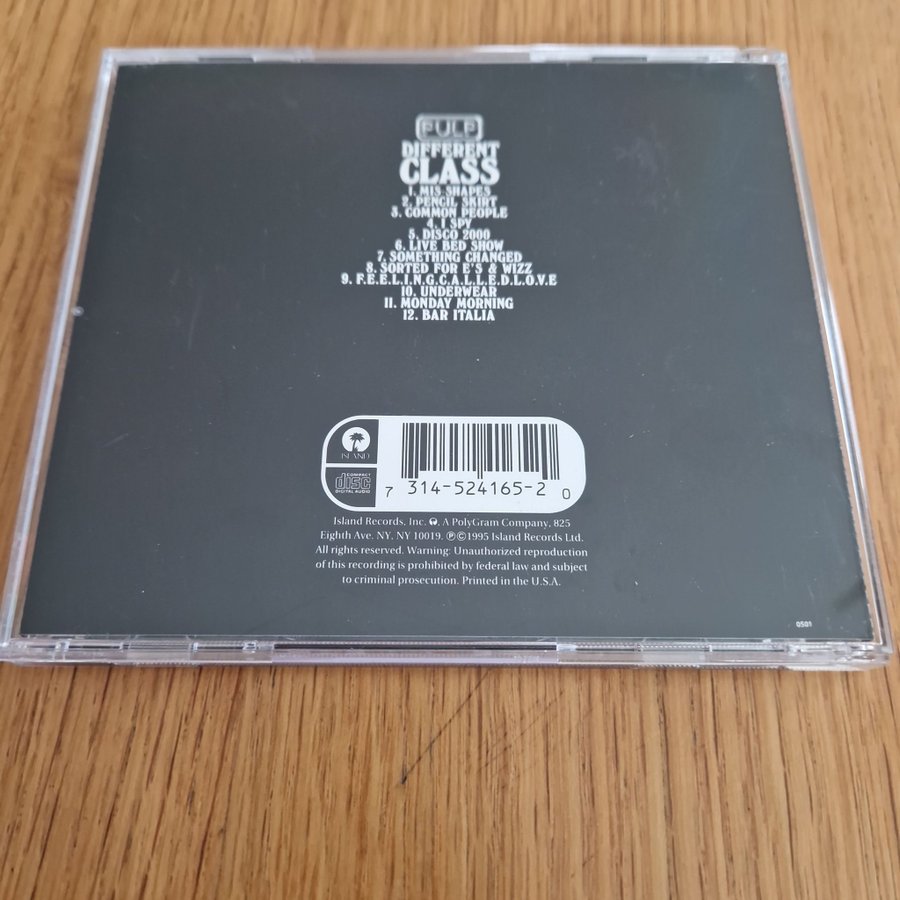 PULP
DIFFERENT
CLASS
1. MIS-SHAPES
2. PENCIL SKIRT
3. COMMON PEOPLE
4. I SPY
5. DISCO 2000
6. LIVE BED SHOW
7. SOMETHING CHANGED
8. SORTED FOR E'S & WIZZ
9. F.E.E.L.I.N.G.C.A.L.L.E.D.L.O.V.E
10. UNDERWEAR
11. MONDAY MORNING
12. BAR ITALIA
ISLAND
COMPACT
disc
DIGITAL AUDIO
7 314-524165-2 0
Island Records, Inc. A PolyGram Company, 825
Eighth Ave. NY, NY 10019. ℗©1995 Island Records Ltd.
All rights reserved. Warning: Unauthorized reproduction
of this recording is prohibited by federal law and subject
to criminal prosecution. Printed in the U.S.A.
0501